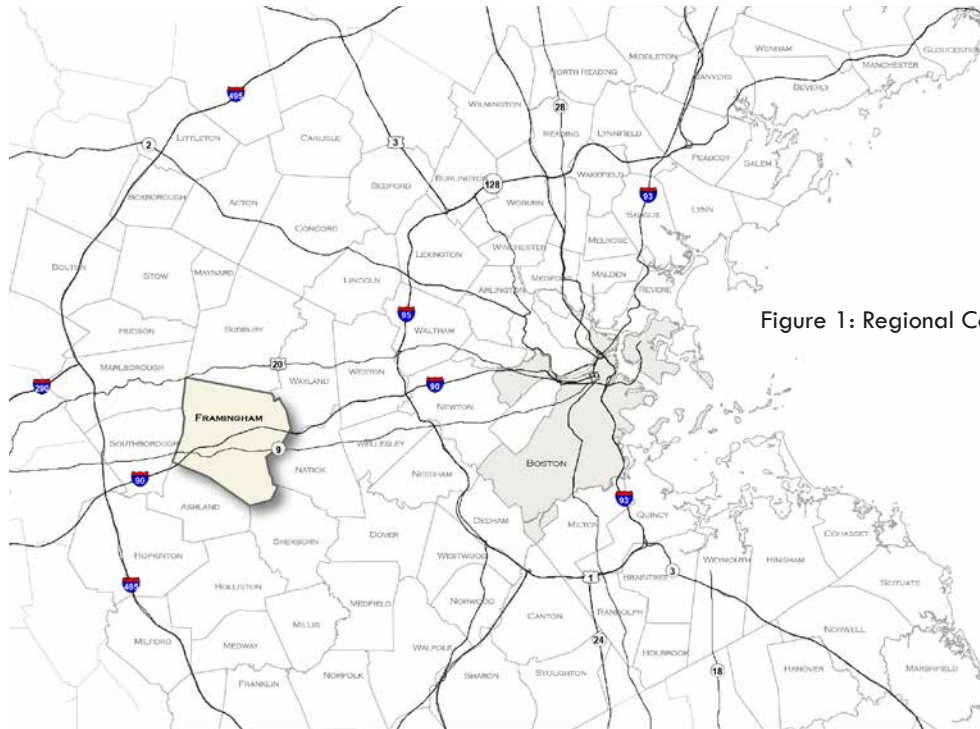 GLOUCESTER
WENHAM
MANCHESTER
MIDDLETON
NORTH READING
DANVERS
BEVERLY
495
WILMINGTON
28
LITTLETON
CARLISLE
READING
LYNNFIELD
2
3
PEABODY
SALEM
BURLINGTON
BEDFORD
128
WAKEFIELD
BOXBOROUGH
ACTON
WOBURN
93
LYNN
SAUGUS
CONCORD
LEXINGTON
WINCHESTER
MELROSE
BOLTON
STOW
MAYNARD
LINCOLN
MEDFORD
MALDEN
ARLINGTON
REVERE
95
Figure 1: Regional Co
HUDSON
SUDBURY
WALTHAM
MARLBOROUGH
20
WAYLAND
WESTON
290
90
NEWTON
FRAMINGHAM
SOUTHBOROUGH
9
WELLESLEY
BOSTON
90
NATICK
NEEDHAM
93
ASHLAND
DEDHAM
MILTON
QUINCY
SHERBORN
DOVER
COHASSET
HOPKINTON
WESTWOOD
WEYMOUTH
HINGHAM
495
HOLLISTON
1
BRAINTREE
3
SCITUATE
MEDFIELD
NORWOOD
MILLIS
CANTON
RANDOLPH
NORWELL
MILFORD
MEDWAY
WALPOLE
24
HOLBROOK
18
HANOVER
MARSHFIELD
FRANKLIN
NORFOLK
SHARON
STOUGHTON